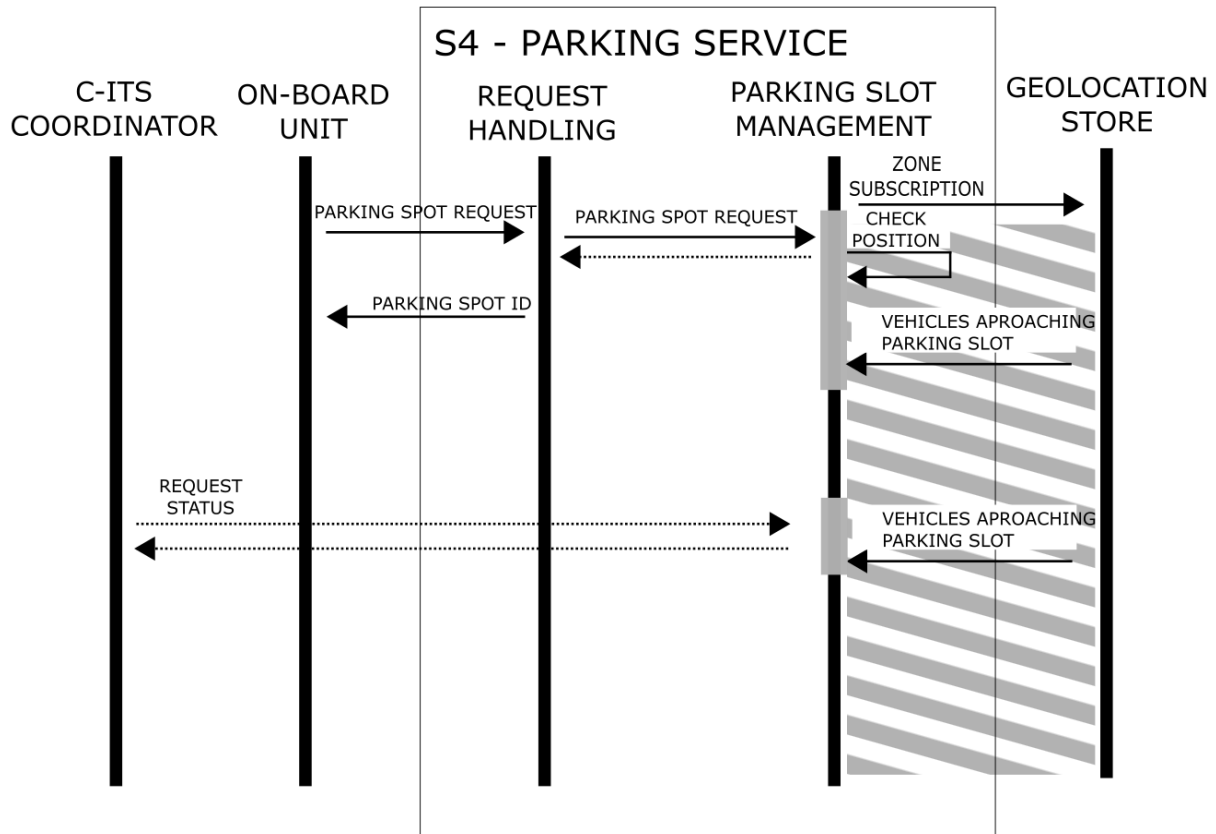 S4 - PARKING SERVICE
C-ITS
COORDINATOR
ON-BOARD
UNIT
REQUEST
HANDLING
PARKING SLOT
MANAGEMENT
GEOLOCATION
STORE
ZONE
SUBSCRIPTION
PARKING SPOT REQUEST
PARKING SPOT REQUEST
CHECK
POSITION
PARKING SPOT ID
VEHICLES APROACHING
PARKING SLOT
REQUEST
STATUS
VEHICLES APROACHING
PARKING SLOT